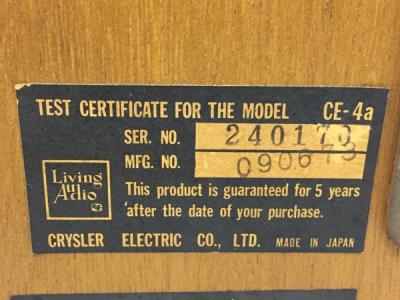 TEST CERTIFICATE FOR THE MODEL CE-4a
SER. NO. 240170
MFG. NO. 090673
Living
Audio
This product is guaranteed for 5 years
after the date of your purchase.
CRYSLER ELECTRIC CO., LTD. MADE IN JAPAN